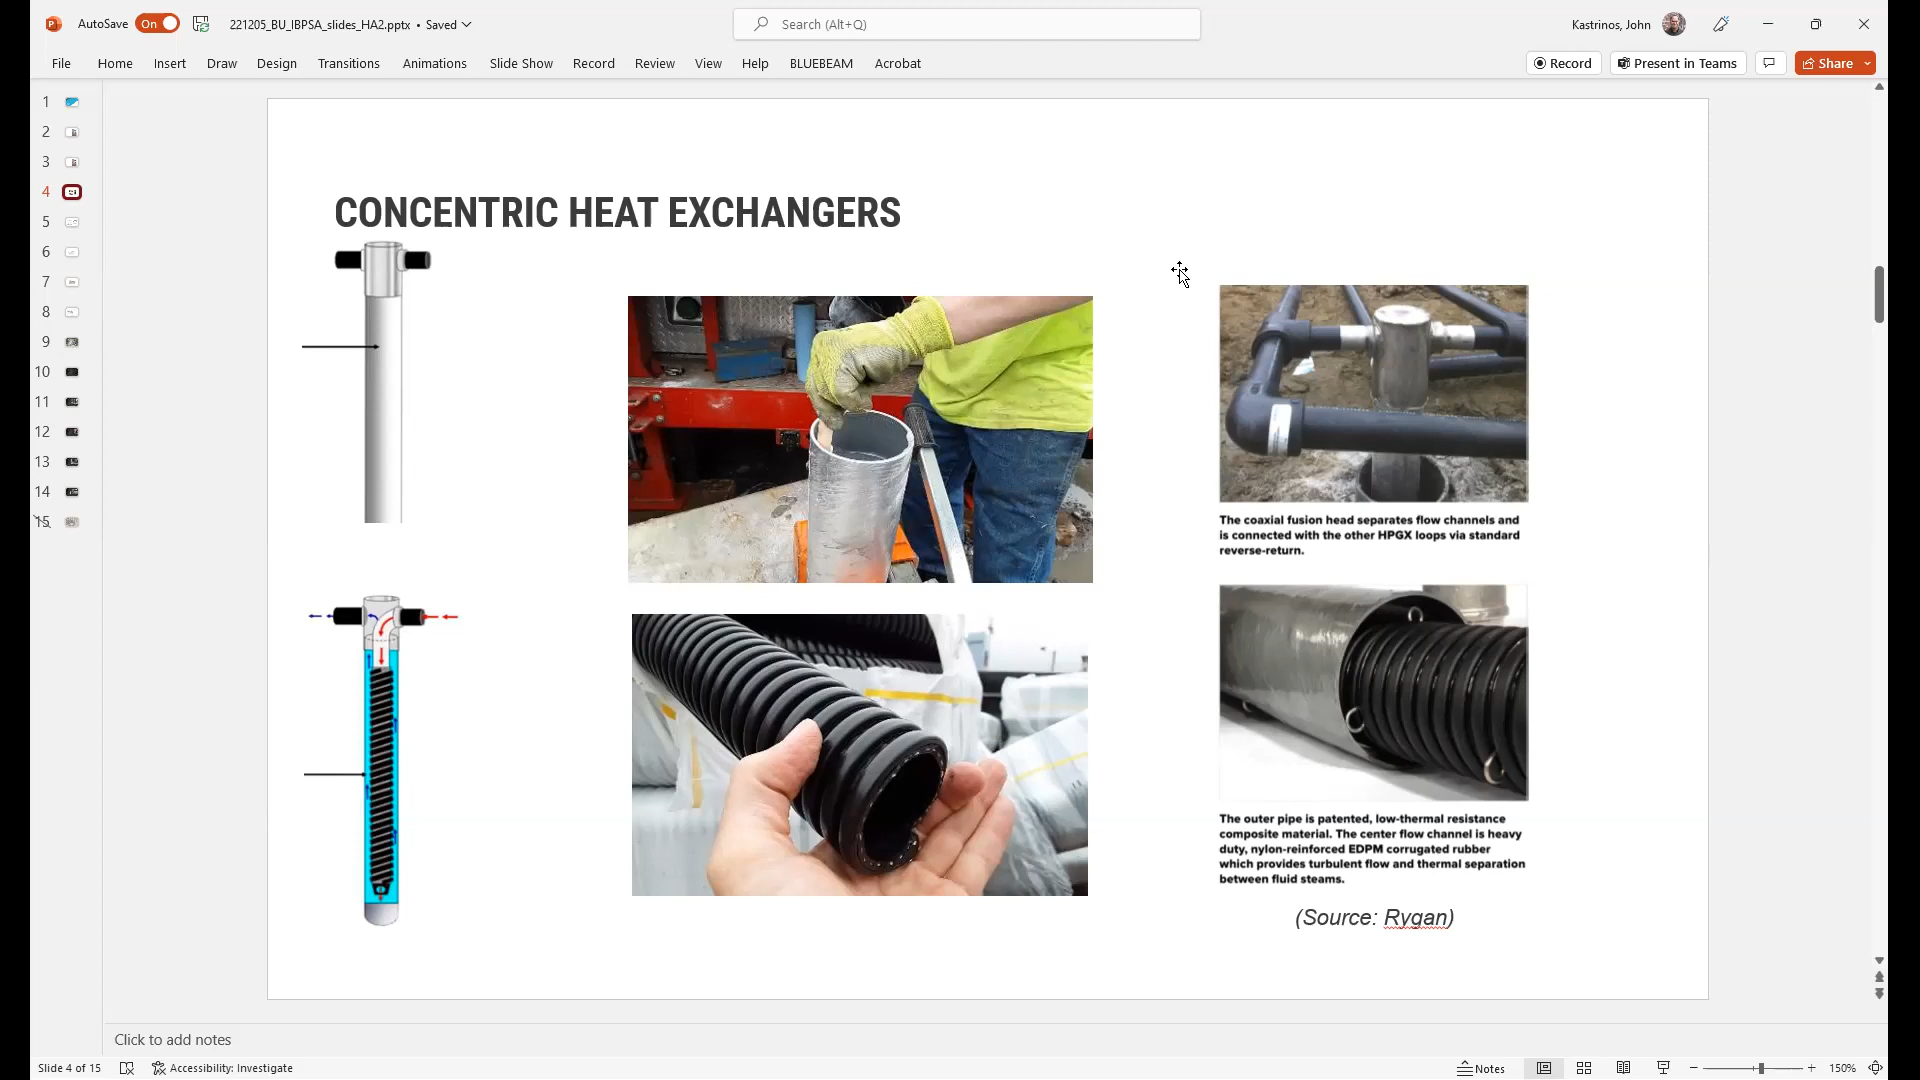 AutoSave
On
221205_BU_IBPSA_slides_HA2.pptx • Saved
Search (Alt+Q)
Kastrinos, John
File
Home
Insert
Draw
Design
Transitions
Animations
Slide Show
Record
Review
View
Help
BLUEBEAM
Acrobat
Record
Present in Teams
Share
1
2
3
4
5
6
7
8
9
10
11
12
13
14
15
CONCENTRIC HEAT EXCHANGERS
The coaxial fusion head separates flow channels and
is connected with the other HPGX loops via standard
reverse-return.
The outer pipe is patented, low-thermal resistance
composite material. The center flow channel is heavy
duty, nylon-reinforced EDPM corrugated rubber
which provides turbulent flow and thermal separation
between fluid steams.
(Source: Rygan)
Click to add notes
Slide 4 of 15
Accessibility: Investigate
Notes
150%